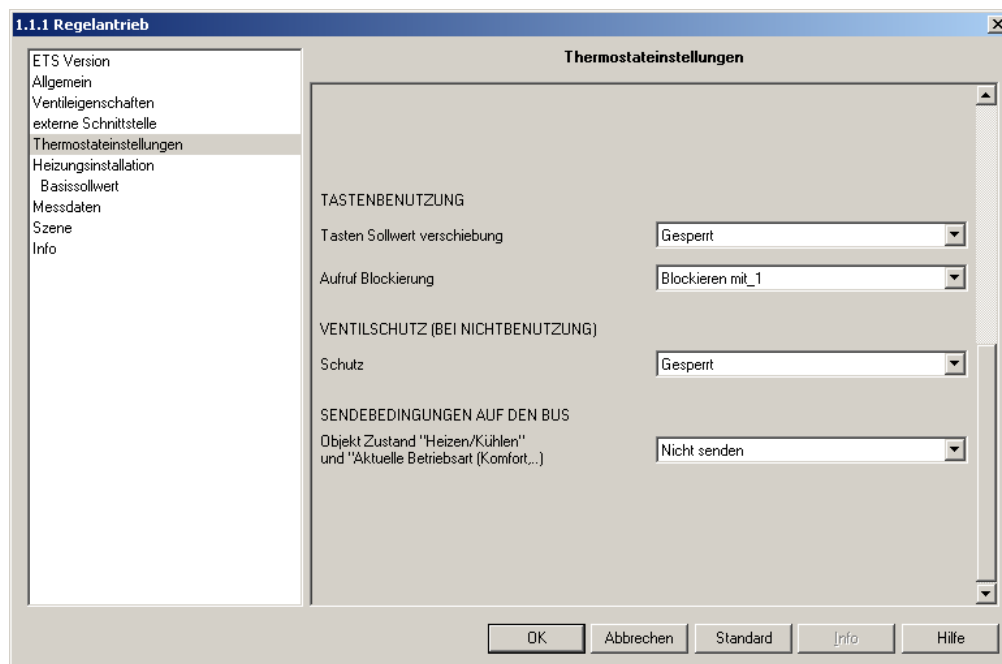 1.1.1 Regelantrieb
ETS Version
Allgemein
Ventileigenschaften
externe Schnittstelle
Thermostateinstellungen
Heizungsinstallation
Basissollwert
Messdaten
Szene
Info
Thermostateinstellungen
TASTENBENUTZUNG
Tasten Sollwert verschiebung
Gesperrt
Aufruf Blockierung
Blockieren mit_1
VENTILSCHUTZ (BEI NICHTBENUTZUNG)
Schutz
Gesperrt
SENDEBEDINGUNGEN AUF DEN BUS
Objekt Zustand "Heizen/Kühlen"
und "Aktuelle Betriebsart (Komfort,..)
Nicht senden
OK
Abbrechen
Standard
Info
Hilfe